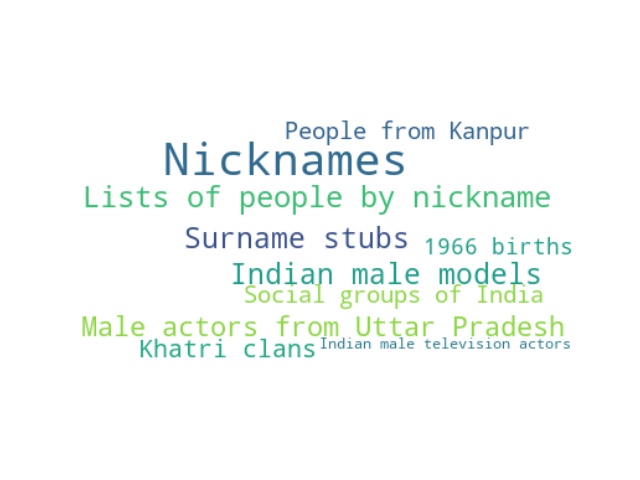 People from Kanpur
Nicknames
Lists of people by nickname
Surname stubs
1966 births
Indian male models
Social groups of India
Male actors from Uttar Pradesh
Khatri clans
Indian male television actors